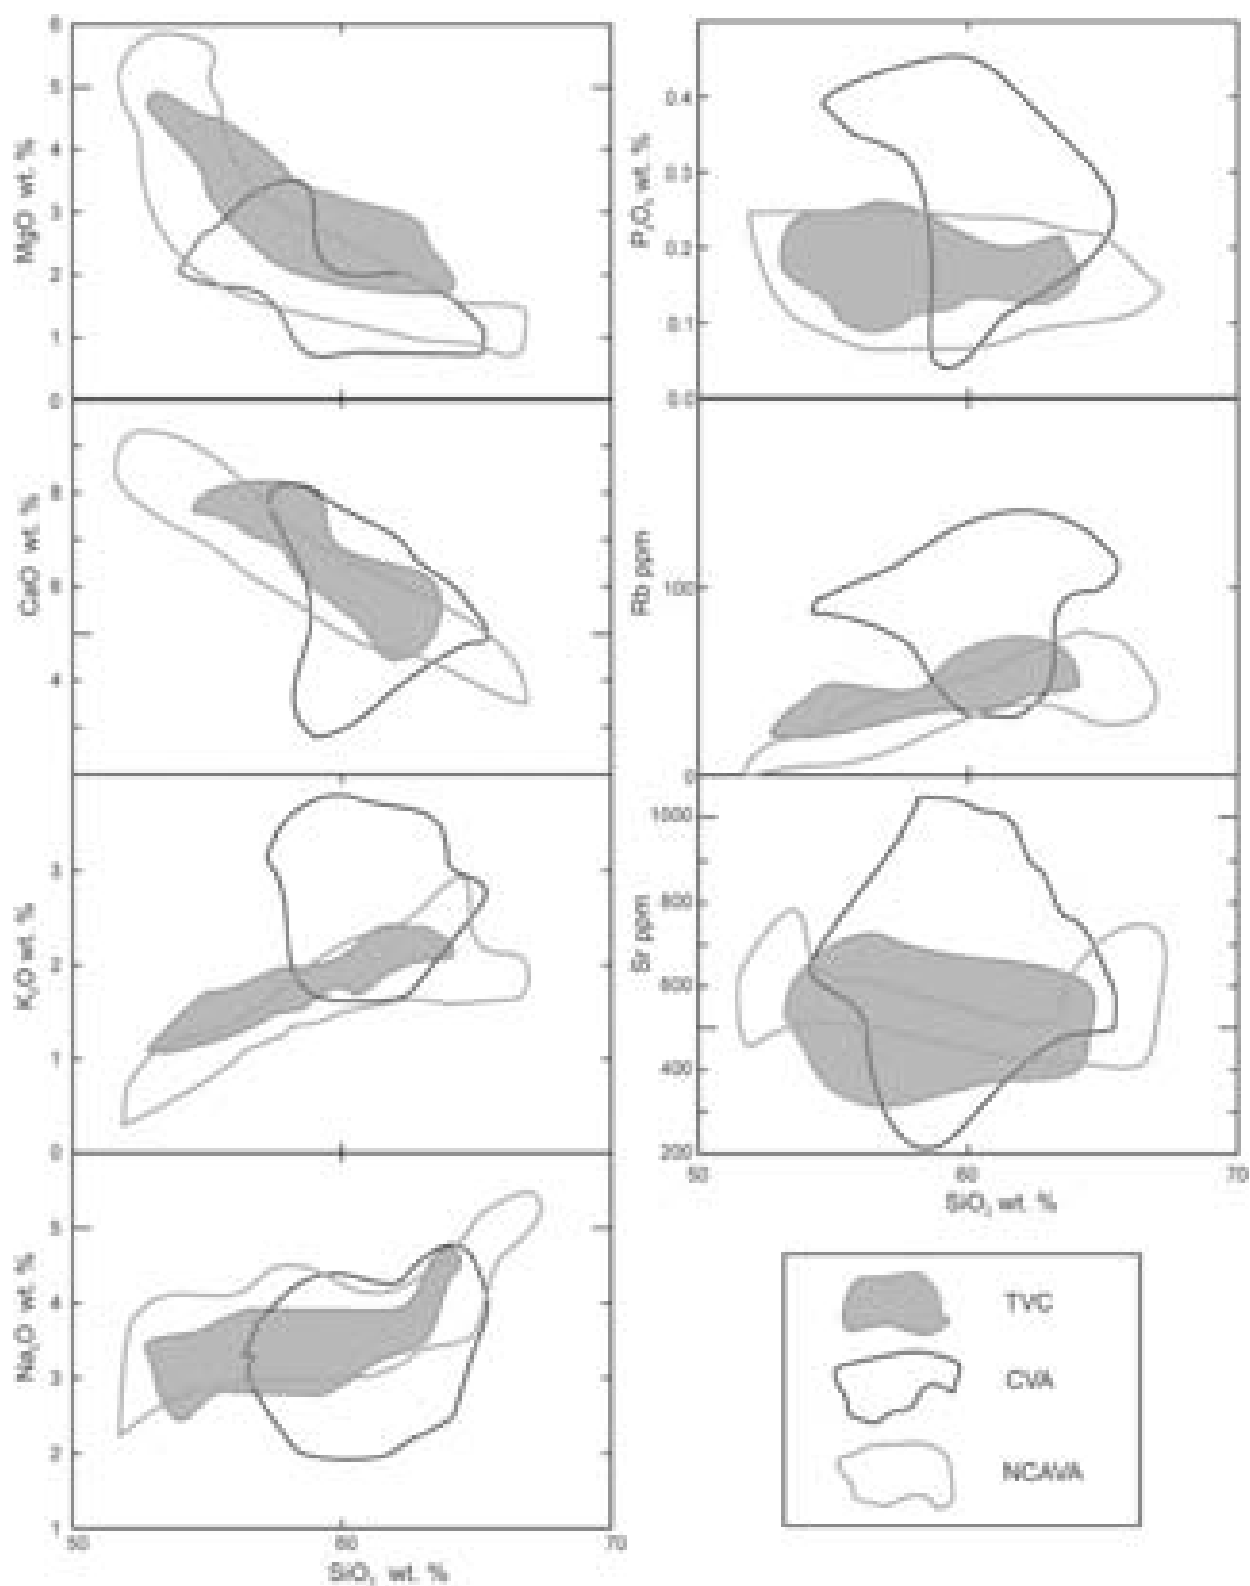 MgO wt. %
6
5
4
3
2
1
0
CaO wt. %
8
6
4
K₂O wt. %
3
2
1
0
Na₂O wt. %
5
4
3
2
1
50 60 70
SiO₂ wt. %
P₂O₅ wt. %
0.4
0.3
0.2
0.1
0.0
Rb ppm
100
0
Sr ppm
1000
800
600
400
200
50 60 70
SiO₂ wt. %
TVC
CVA
NCAVA